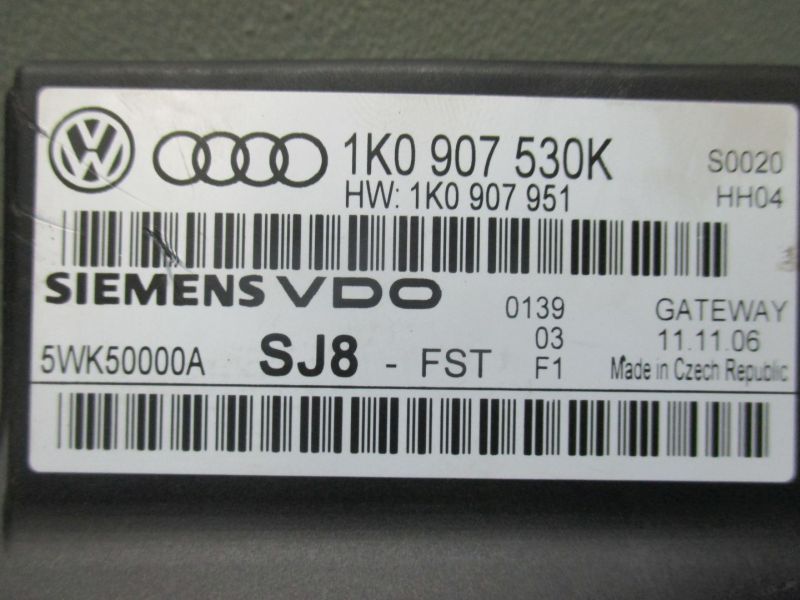 1K0 907 530K S0020
HW: 1K0 907 951 HH04
SIEMENS VDO 0139 GATEWAY
03 11.11.06
5WK50000A SJ8 - FST F1 Made in Czech Republic